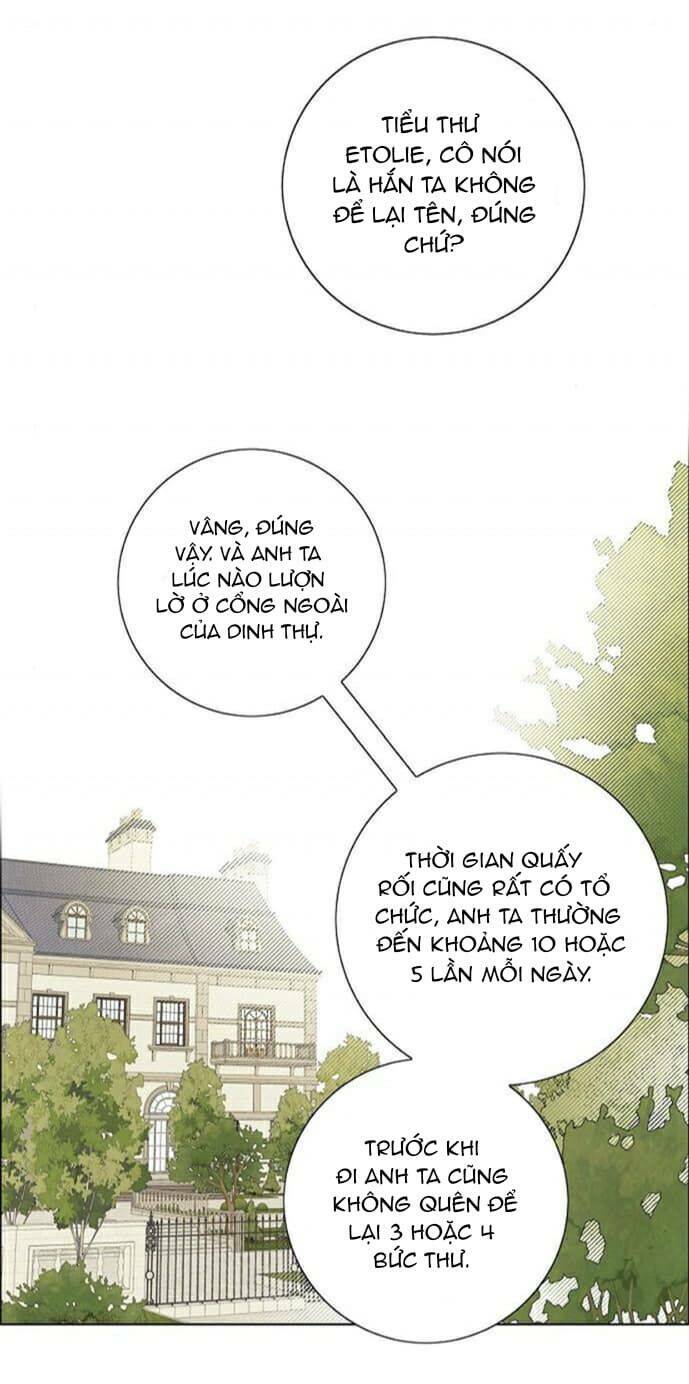 TIỂU THƯ
ETOLIE, CÔ NÓI
LÀ HẮN TA KHÔNG
ĐỂ LẠI TÊN, ĐÚNG
CHỨ?
VÂNG, ĐÚNG
VẬY. VÀ ANH TA
LÚC NÀO LƯỢN
LỜ Ở CỔNG NGOÀI
CỦA DINH THỰ.
THỜI GIAN QUẤY
RỐI CŨNG RẤT CÓ TỔ
CHỨC, ANH TA THƯỜNG
ĐẾN KHOẢNG 10 HOẶC
5 LẦN MỖI NGÀY.
TRƯỚC KHI
ĐI ANH TA CŨNG
KHÔNG QUÊN ĐỂ
LẠI 3 HOẶC 4
BỨC THƯ.